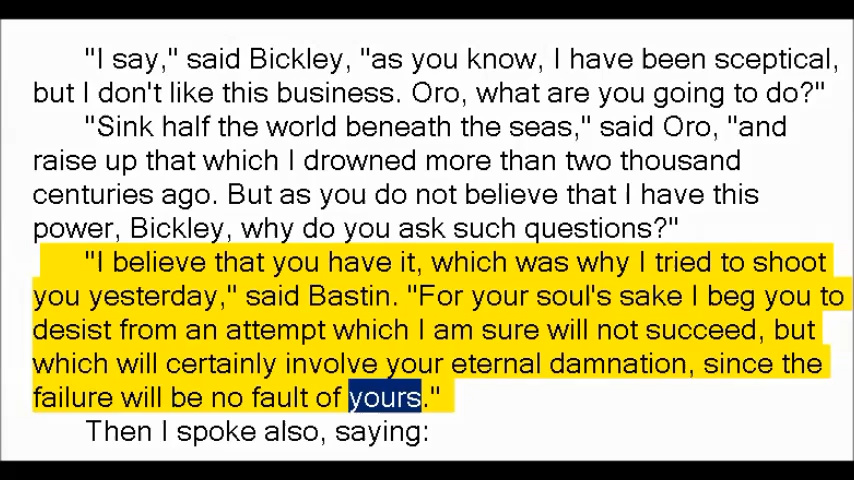 "I say," said Bickley, "as you know, I have been sceptical,
but I don't like this business. Oro, what are you going to do?"
"Sink half the world beneath the seas," said Oro, "and
raise up that which I drowned more than two thousand
centuries ago. But as you do not believe that I have this
power, Bickley, why do you ask such questions?"
"I believe that you have it, which was why I tried to shoot
you yesterday," said Bastin. "For your soul's sake I beg you to
desist from an attempt which I am sure will not succeed, but
which will certainly involve your eternal damnation, since the
failure will be no fault of yours."
Then I spoke also, saying: